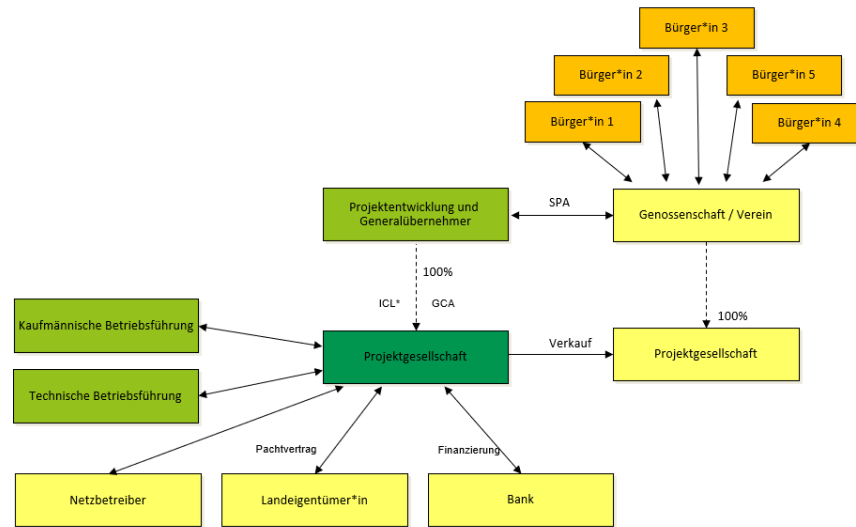 Bürger*in 3
Bürger*in 2
Bürger*in 5
Bürger*in 1
Bürger*in 4
Projektentwicklung und
Generalübernehmer
SPA
Genossenschaft / Verein
100%
ICL*
GCA
100%
Kaufmännische Betriebsführung
Projektgesellschaft
Verkauf
Projektgesellschaft
Technische Betriebsführung
Pachtvertrag
Finanzierung
Netzbetreiber
Landeigentümer*in
Bank